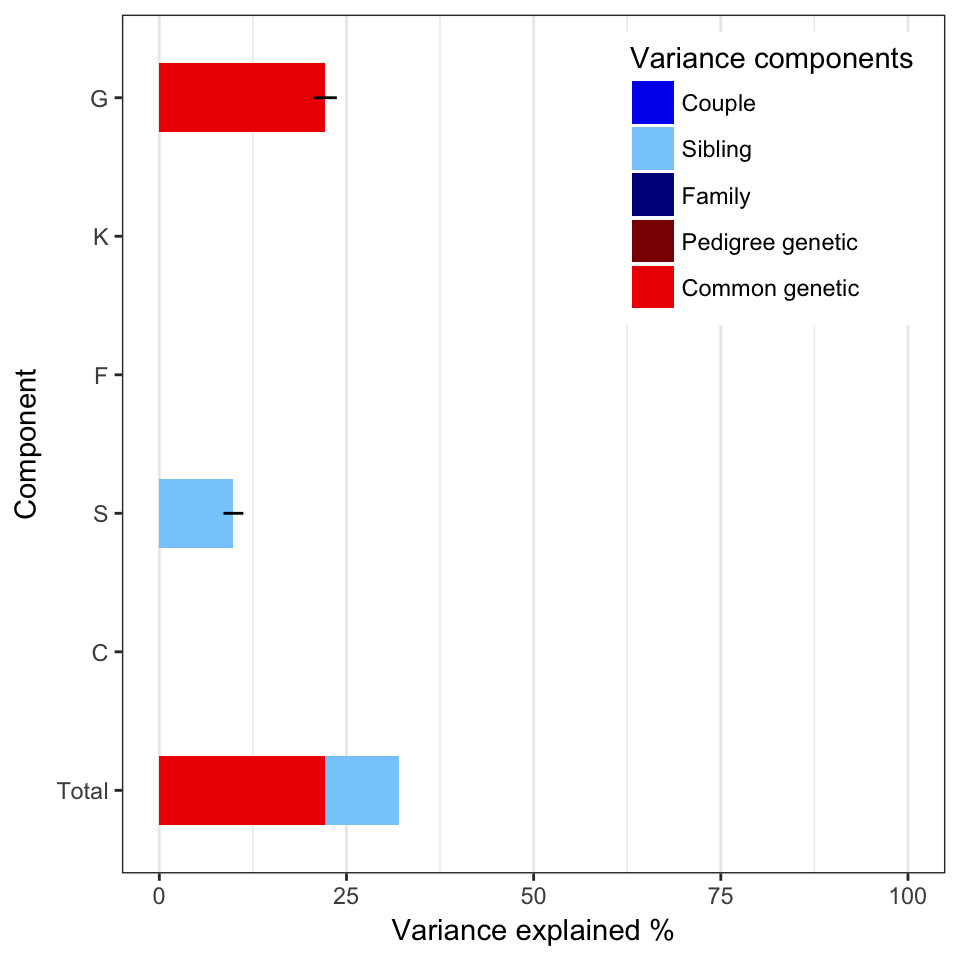 Variance components
Couple
Sibling
Family
Pedigree genetic
Common genetic
Component
G
K
F
S
C
Total
0 25 50 75 100
Variance explained %